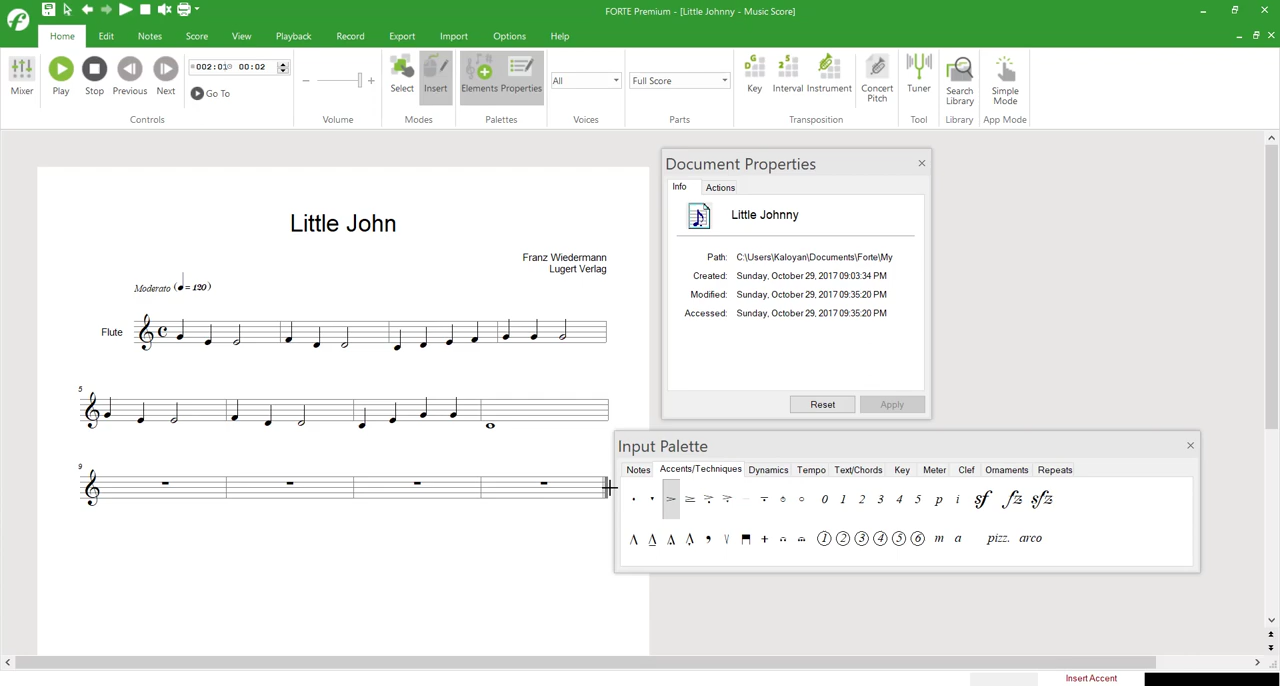 FORTE Premium - [Little Johnny - Music Score]
Home Edit Notes Score View Playback Record Export Import Options Help
Mixer Play Stop Previous Next
002:01 00:02
Go To
All
Full Score
Select Insert Elements Properties
Key Interval Instrument Concert Pitch Tuner Search Library Simple Mode
Controls Volume Modes Palettes Voices Parts Transposition Tool Library App Mode
Little John
Franz Wiedermann
Lugert Verlag
Moderato (♩= 120)
Flute
5
9
Document Properties
Info Actions
Little Johnny
Path: C:\Users\Kaloyan\Documents\Forte\My
Created: Sunday, October 29, 2017 09:03:34 PM
Modified: Sunday, October 29, 2017 09:35:20 PM
Accessed: Sunday, October 29, 2017 09:35:20 PM
Reset Apply
Input Palette
Notes Accents/Techniques Dynamics Tempo Text/Chords Key Meter Clef Ornaments Repeats
0 1 2 3 4 5 p i sf fz sfz
① ② ③ ④ ⑤ ⑥ m a pizz. arco
Insert Accent